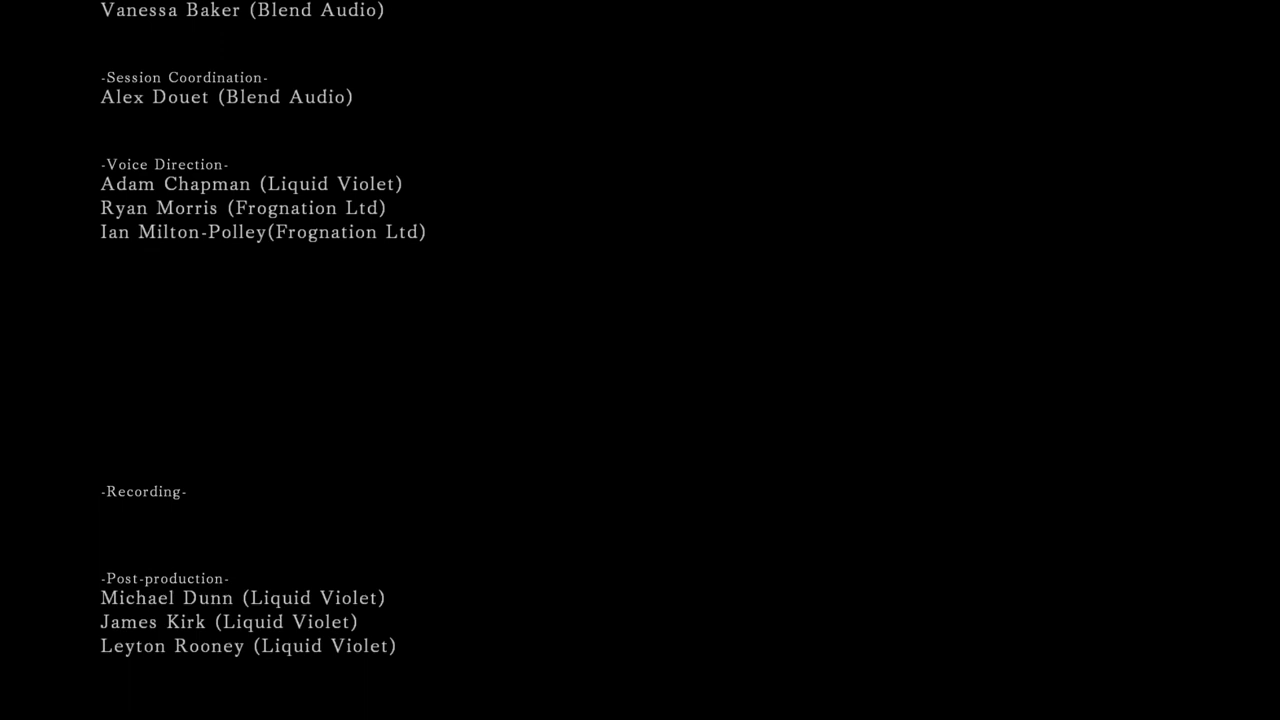 Vanessa Baker (Blend Audio)
-Session Coordination-
Alex Douet (Blend Audio)
-Voice Direction-
Adam Chapman (Liquid Violet)
Ryan Morris (Frognation Ltd)
Ian Milton-Polley(Frognation Ltd)
-Recording-
-Post-production-
Michael Dunn (Liquid Violet)
James Kirk (Liquid Violet)
Leyton Rooney (Liquid Violet)